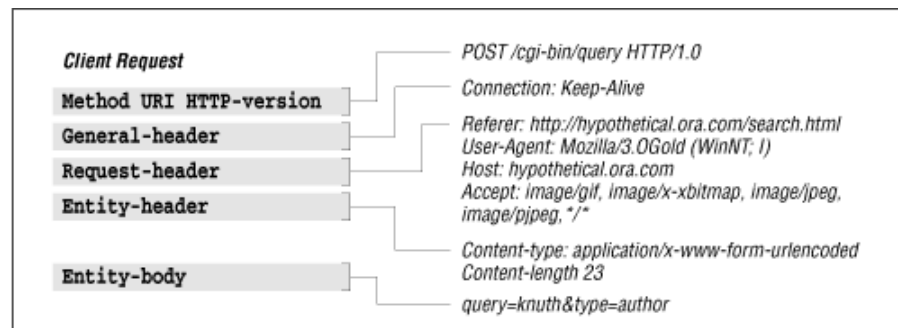 Client Request
Method URI HTTP-version
General-header
Request-header
Entity-header
Entity-body
POST /cgi-bin/query HTTP/1.0
Connection: Keep-Alive
Referer: http://hypothetical.ora.com/search.html
User-Agent: Mozilla/3.0Gold (WinNT; I)
Host: hypothetical.ora.com
Accept: image/gif, image/x-xbitmap, image/jpeg,
image/pjpeg,*/*
Content-type: application/x-www-form-urlencoded
Content-length 23
query=knuth&type=author